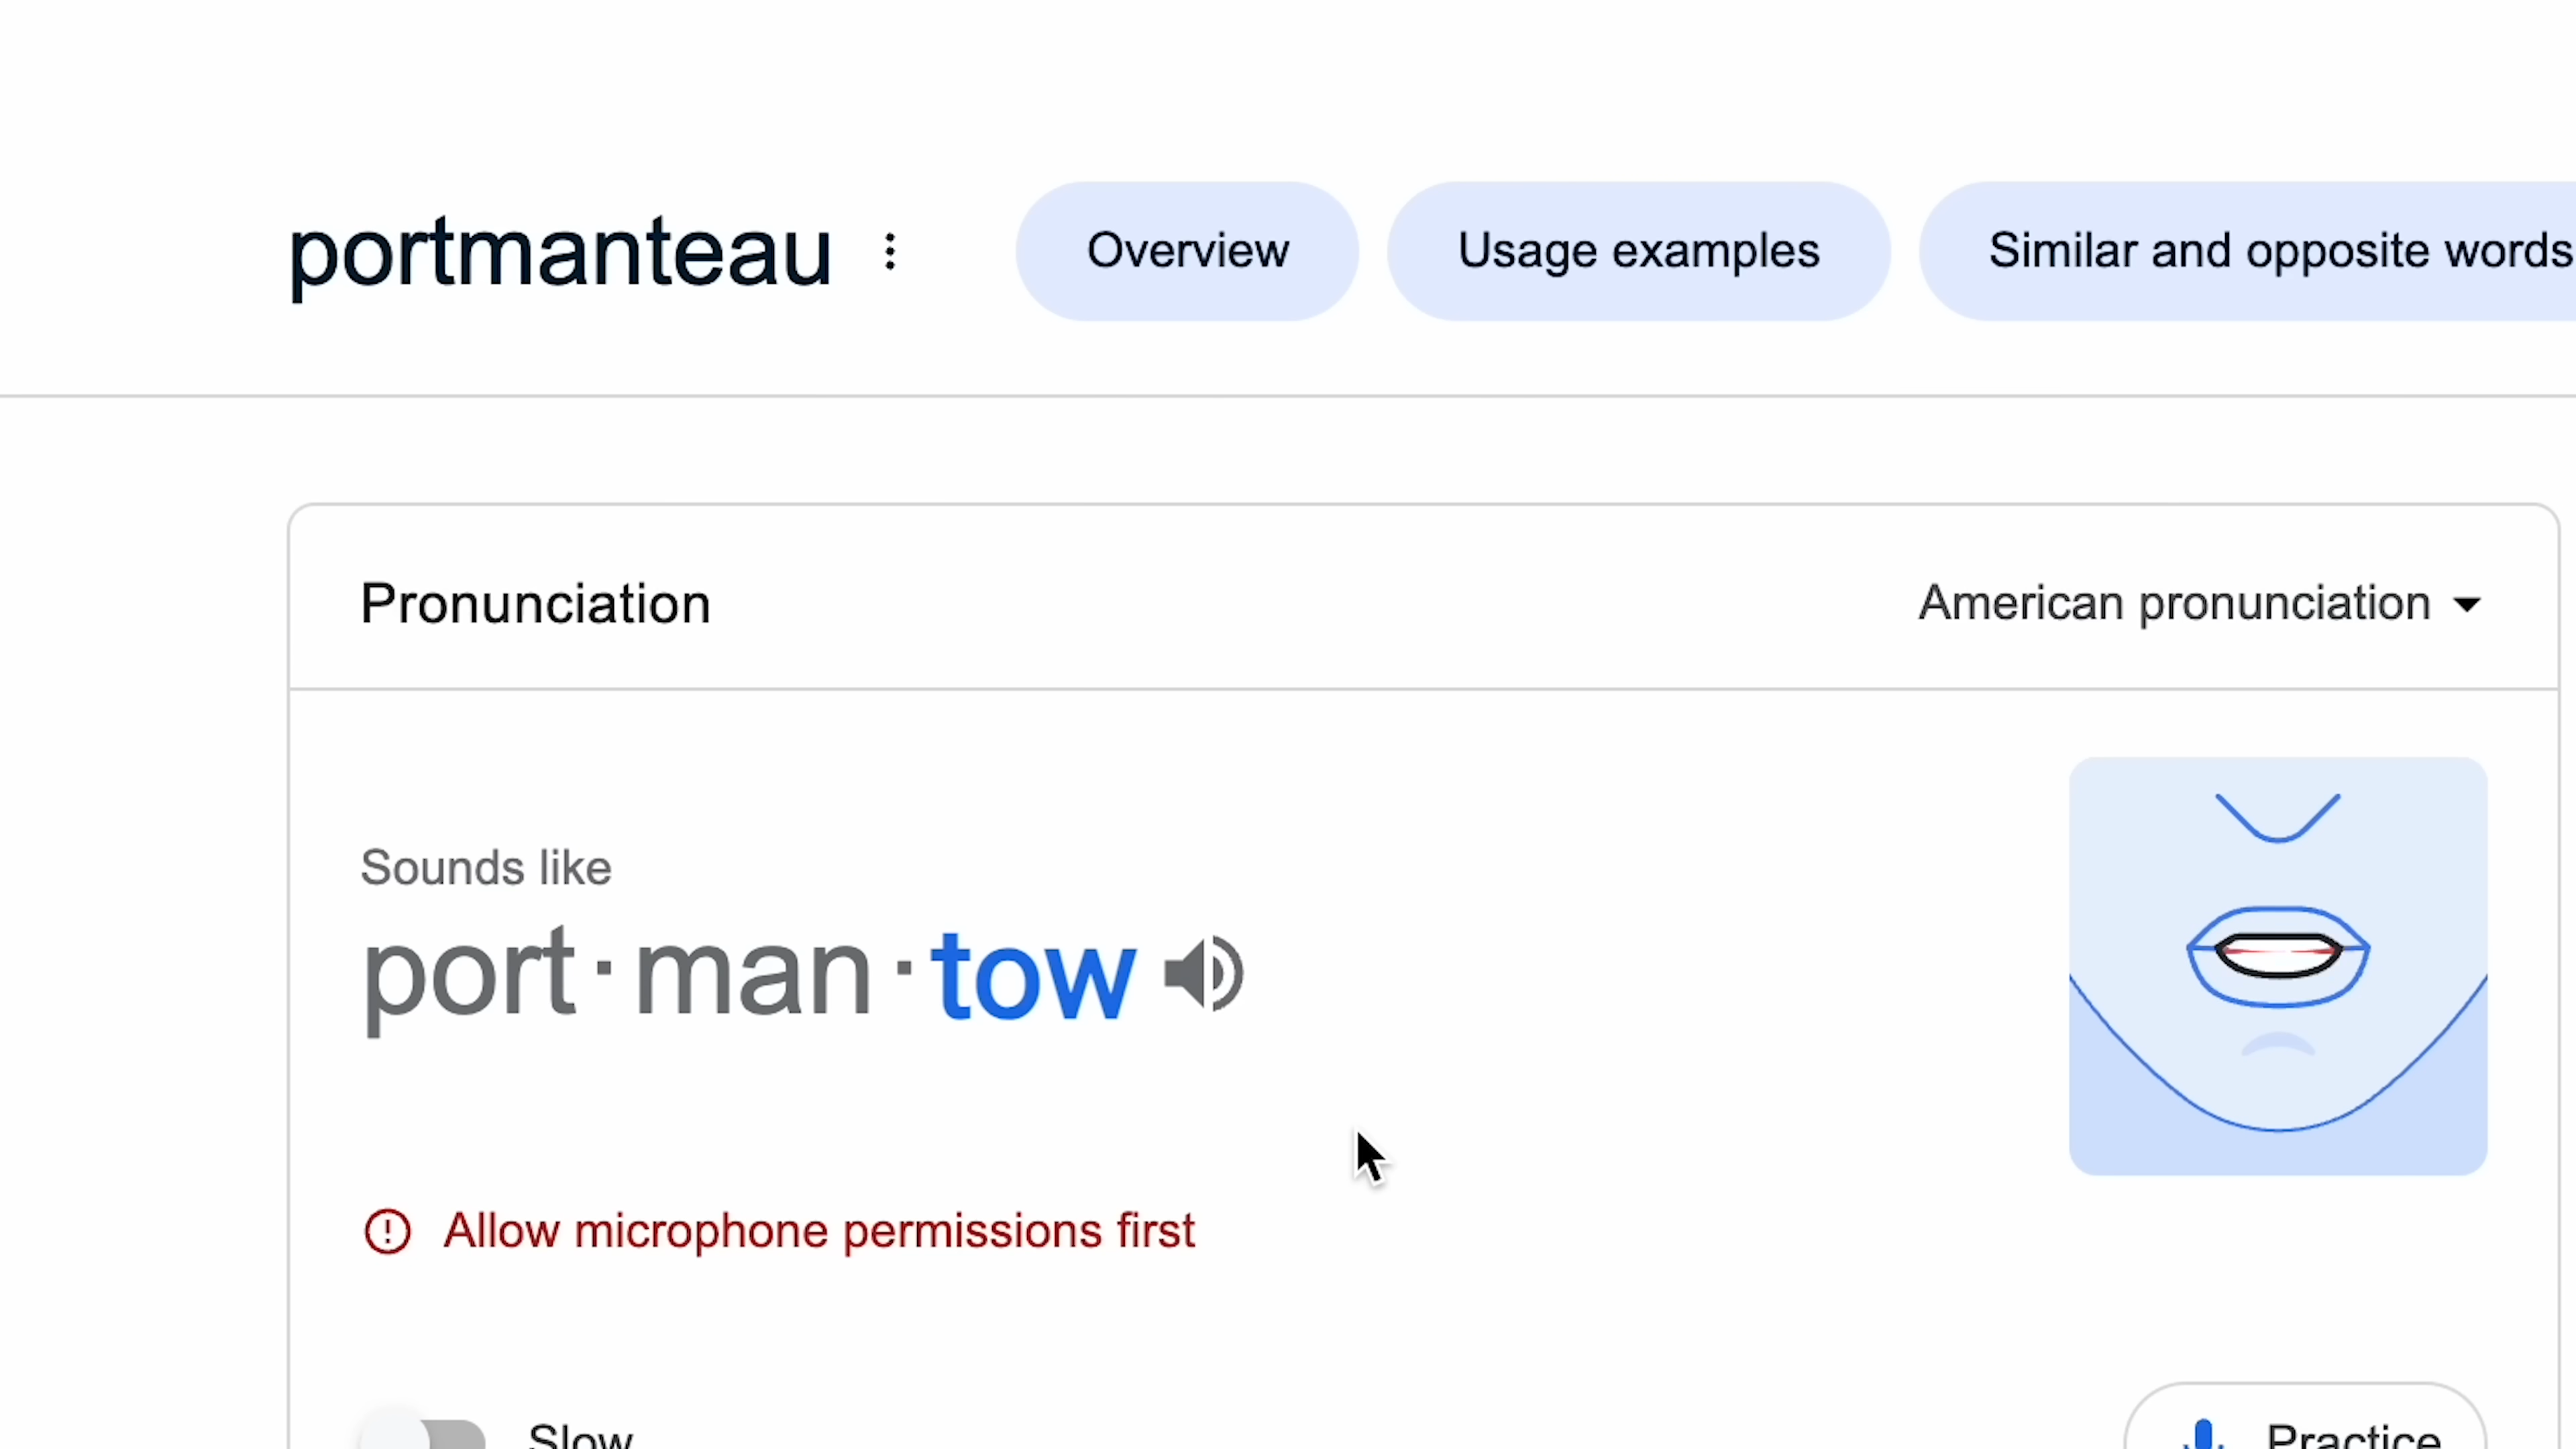 portmanteau
Overview
Usage examples
Similar and opposite words
Pronunciation
American pronunciation
Sounds like
port·man·tow
Allow microphone permissions first
Slow
Practice